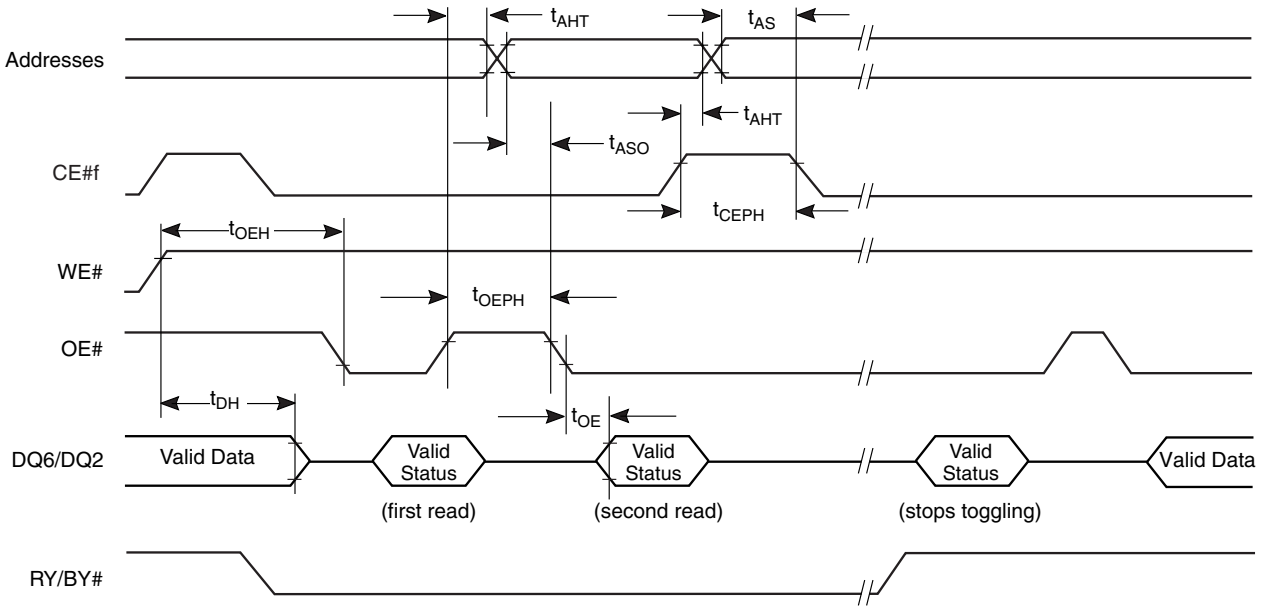 tAHT
tAS
Addresses
tAHT
tASO
CE#f
tCEPH
tOEH
WE#
tOEPH
OE#
tDH
tOE
DQ6/DQ2
Valid Data
Valid
Status
Valid
Status
Valid
Status
Valid Data
(first read)
(second read)
(stops toggling)
RY/BY#